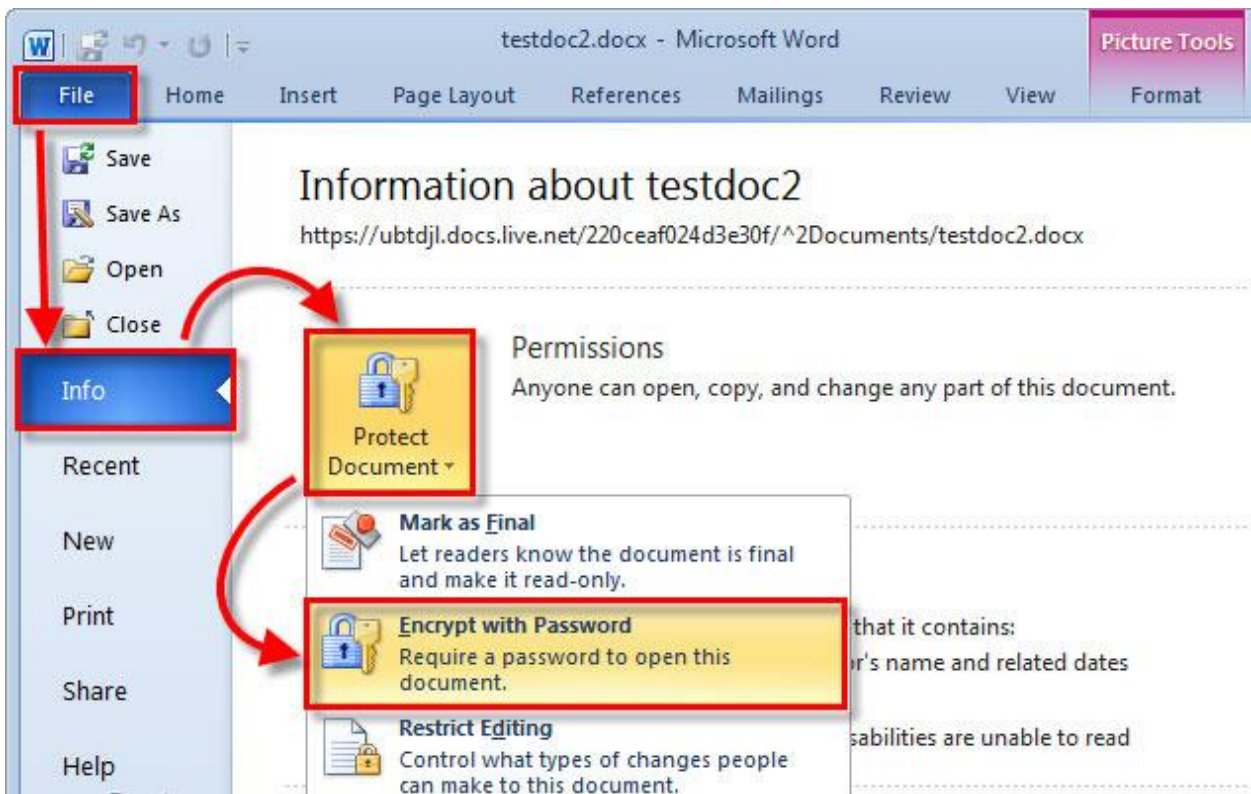 testdoc2.docx - Microsoft Word
Picture Tools
File Home Insert Page Layout References Mailings Review View Format
Save
Save As
Open
Close
Info
Recent
New
Print
Share
Help
Information about testdoc2
https://ubtdjl.docs.live.net/220ceaf024d3e30f/^2Documents/testdoc2.docx
Protect
Document
Permissions
Anyone can open, copy, and change any part of this document.
Mark as Final
Let readers know the document is final
and make it read-only.
Encrypt with Password
Require a password to open this
document.
Restrict Editing
Control what types of changes people
can make to this document.
that it contains:
r's name and related dates
sabilities are unable to read